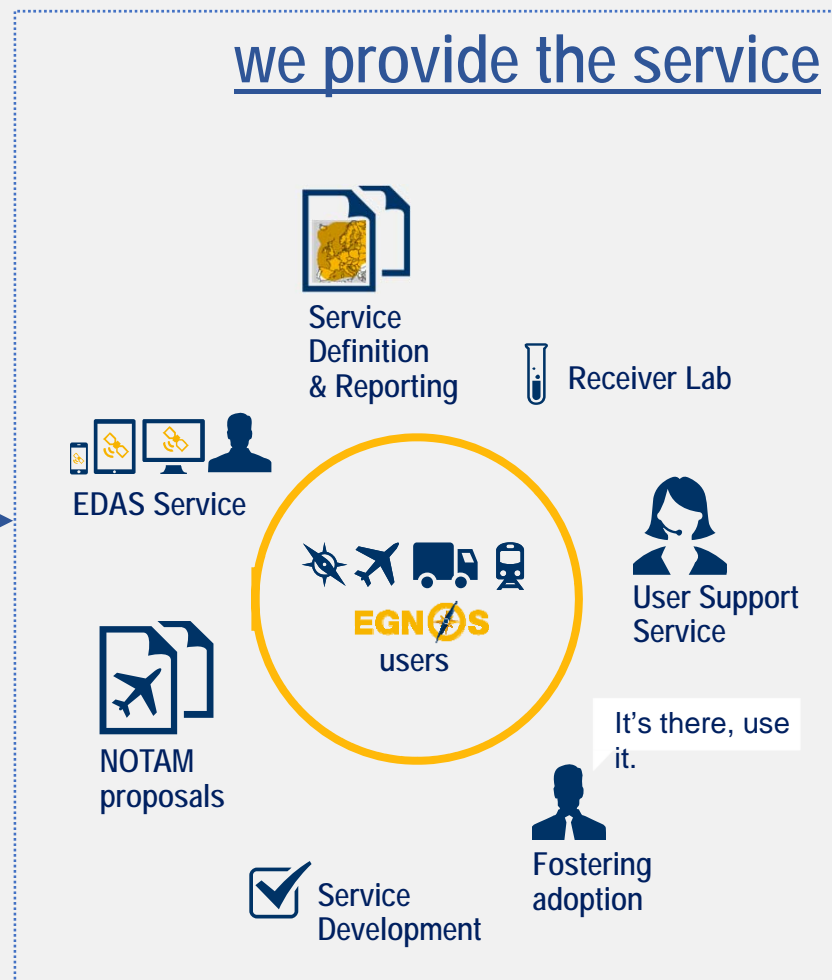 we provide the service
Service
Definition
& Reporting
Receiver Lab
EDAS Service
User Support
Service
EGNOS
users
It's there, use
it.
NOTAM
proposals
Fostering
adoption
Service
Development